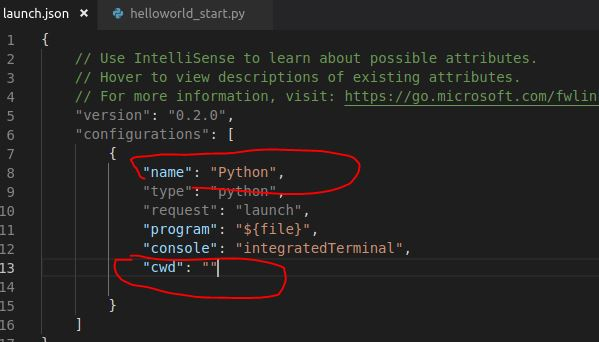 launch.json × helloworld_start.py
1 {
2 // Use IntelliSense to learn about possible attributes.
3 // Hover to view descriptions of existing attributes.
4 // For more information, visit: https://go.microsoft.com/fwlin
5 "version": "0.2.0",
6 "configurations": [
7 {
8 "name": "Python",
9 "type": "python",
10 "request": "launch",
11 "program": "${file}",
12 "console": "integratedTerminal",
13 "cwd": ""
14
15 }
16 ]
17 }